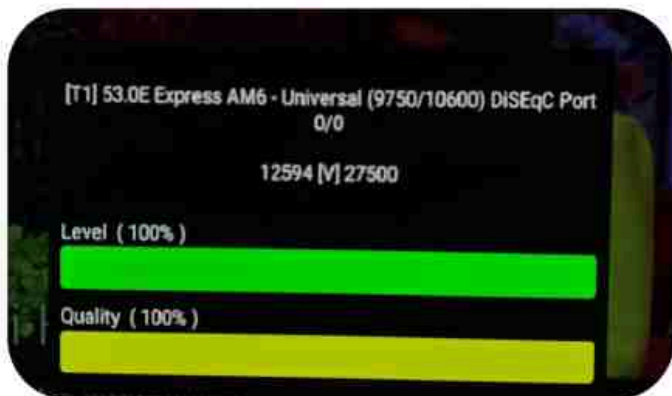 [T1] 53.0E Express AM6 - Universal (9750/10600) DiSEqC Port
0/0
12594 [V] 27500
Level ( 100% )
Quality ( 100% )